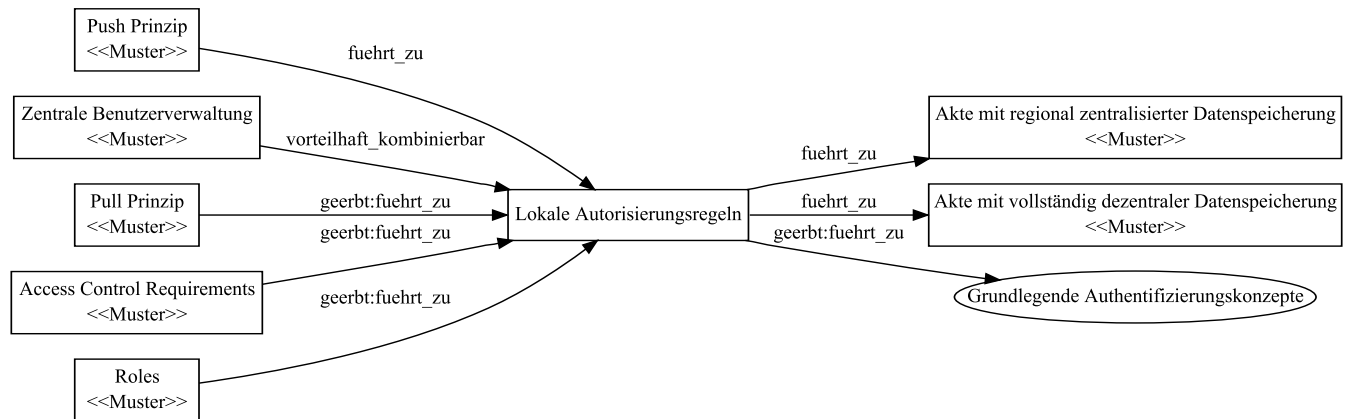 Push Prinzip
<<Muster>>
fuehrt_zu
Zentrale Benutzerverwaltung
<<Muster>>
vorteilhaft_kombinierbar
Pull Prinzip
<<Muster>>
geerbt:fuehrt_zu
Access Control Requirements
<<Muster>>
geerbt:fuehrt_zu
Roles
<<Muster>>
geerbt:fuehrt_zu
Lokale Autorisierungsregeln
fuehrt_zu
Akte mit regional zentralisierter Datenspeicherung
<<Muster>>
fuehrt_zu
Akte mit vollständig dezentraler Datenspeicherung
<<Muster>>
geerbt:fuehrt_zu
Grundlegende Authentifizierungskonzepte